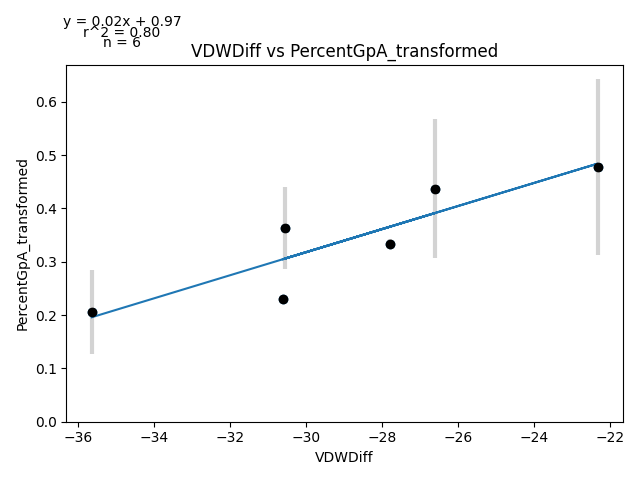 y = 0.02x + 0.97
r^2 = 0.80
n = 6
VDWDiff vs PercentGpA_transformed
0.6
0.5
0.4
0.3
0.2
0.1
0.0
PercentGpA_transformed
−36 −34 −32 −30 −28 −26 −24 −22
VDWDiff